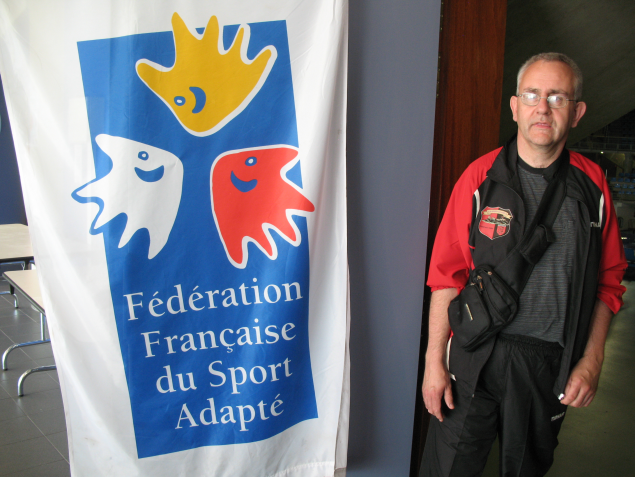 Fédération
Française
du Sport
Adapté